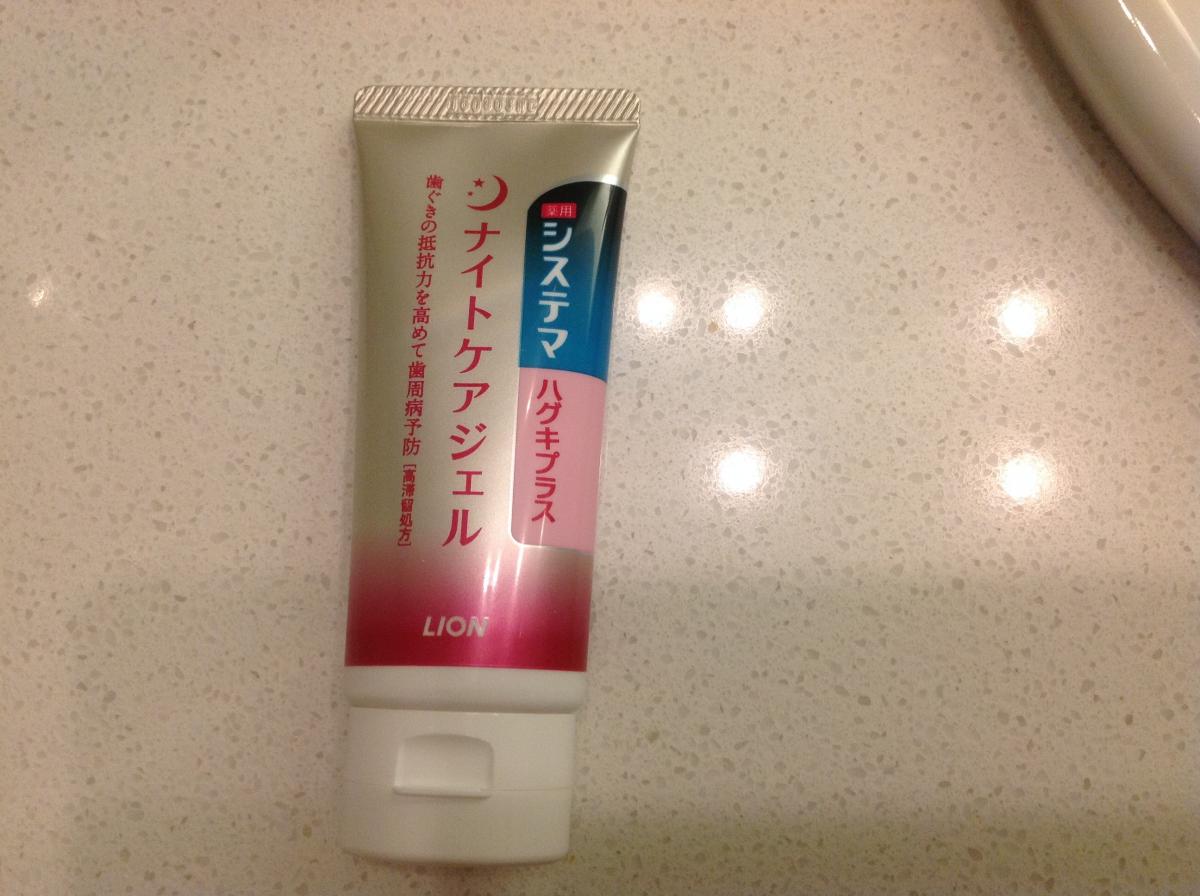 薬用
システマ
ハグキプラス
ナイトケアジェル
歯ぐきの抵抗力を高めて歯周病予防[高滞留処方]
LION